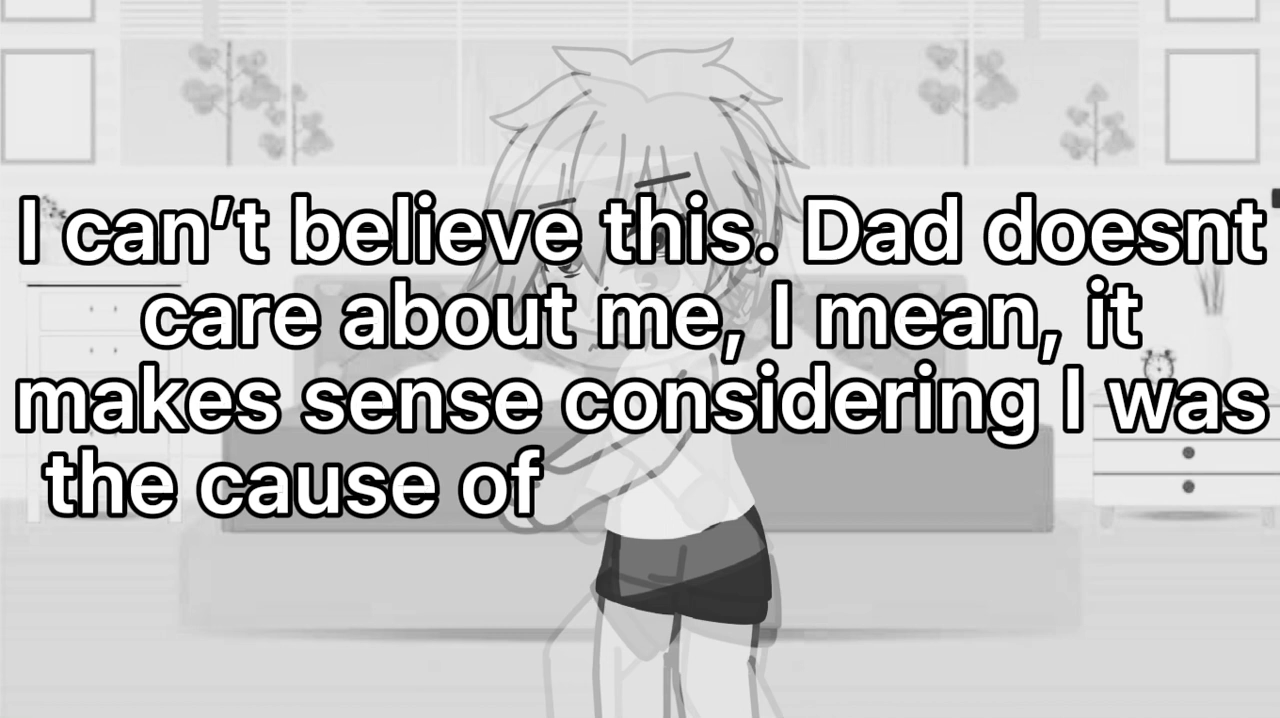 I can’t believe this. Dad doesnt
care about me, I mean, it
makes sense considering I was
the cause of